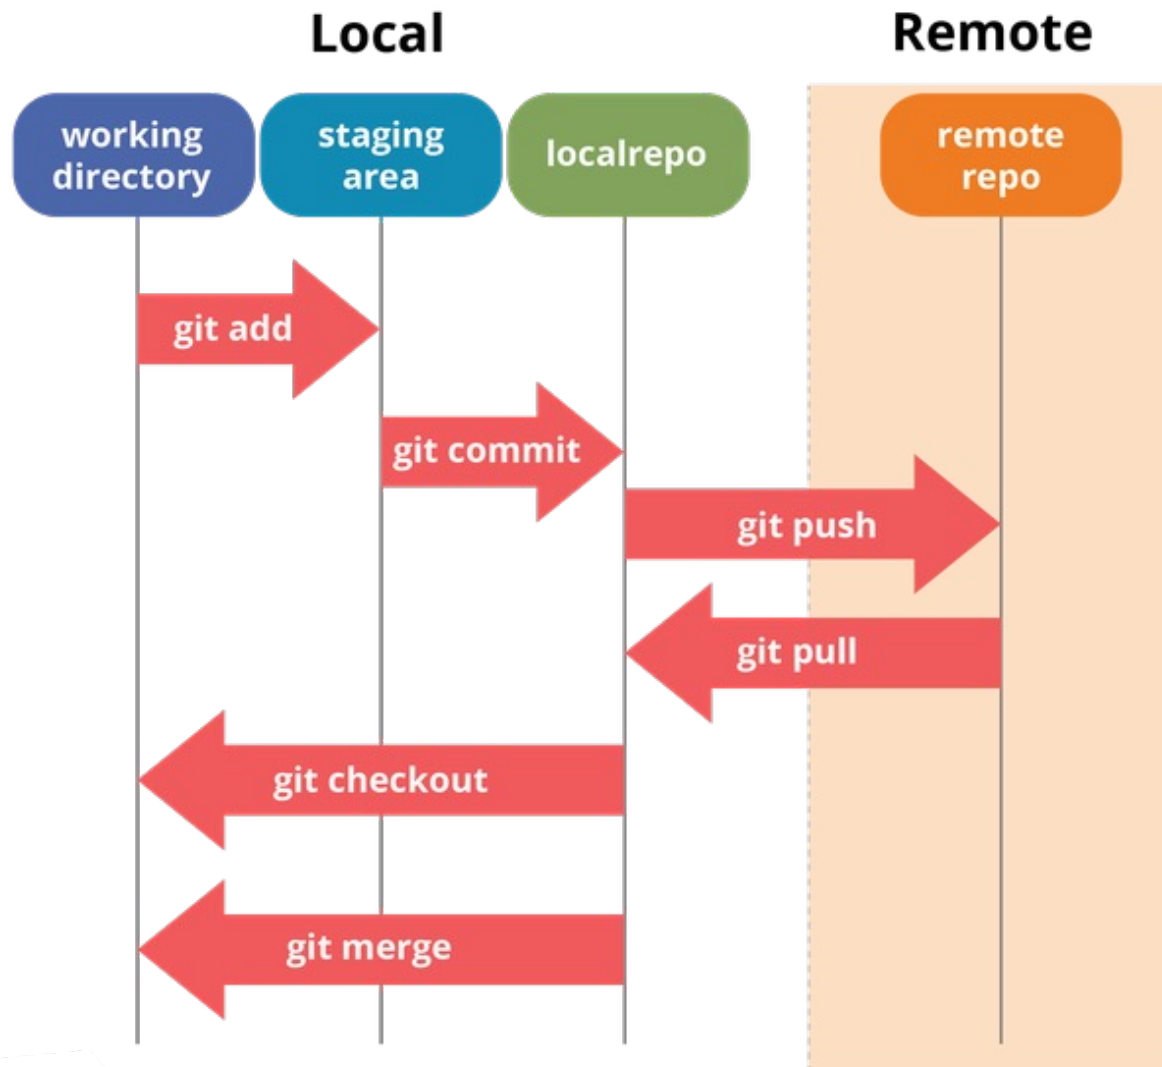 Local
Remote
working
directory
staging
area
localrepo
remote
repo
git add
git commit
git push
git pull
git checkout
git merge